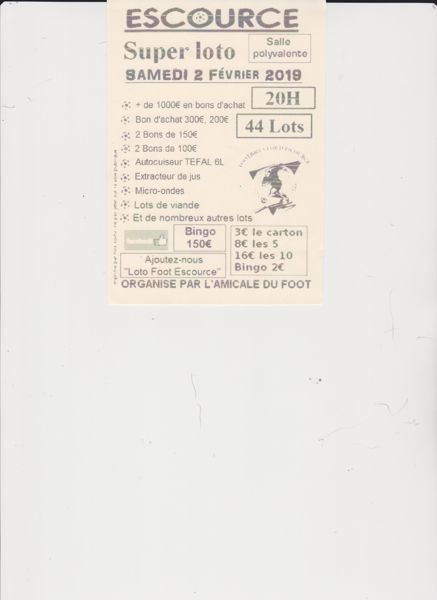 ESCOURCE
Super loto
Salle
polyvalente
SAMEDI 2 FÉVRIER 2019
+ de 1000€ en bons d'achat
20H
Bon d'achat 300€, 200€
44 Lots
2 Bons de 150€
2 Bons de 100€
Autocuiseur TEFAL 6L
Extracteur de jus
Micro-ondes
Lots de viande
Et de nombreux autres lots
facebook
Bingo
150€
3€ le carton
8€ les 5
16€ les 10
Bingo 2€
Ajoutez-nous
"Loto Foot Escource"
ORGANISE PAR L'AMICALE DU FOOT